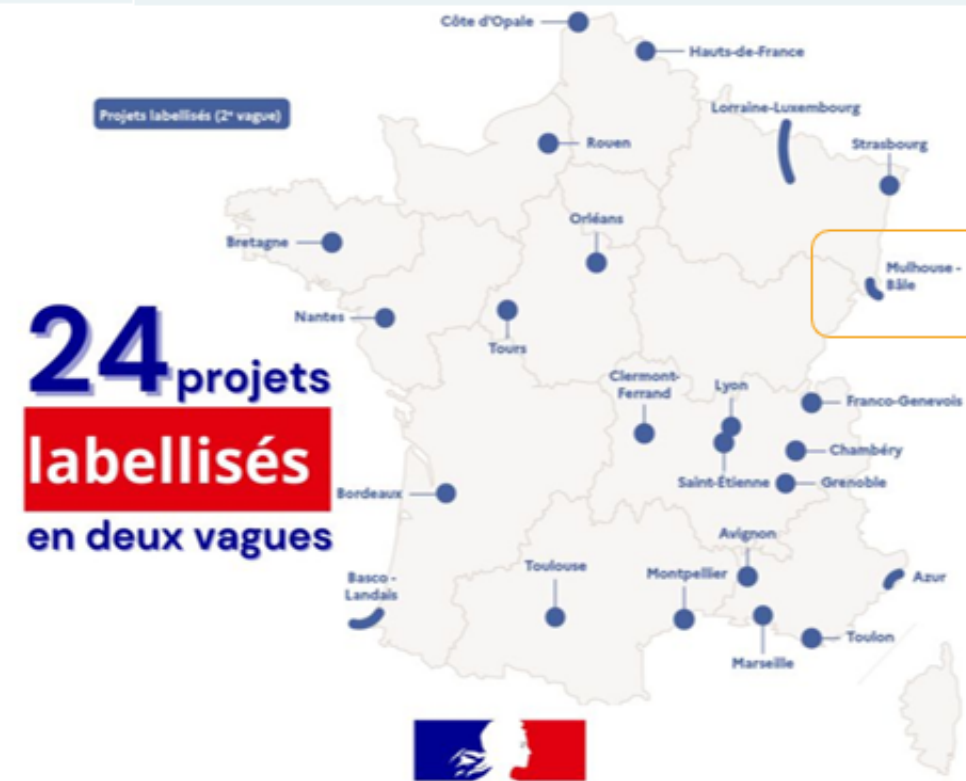 Côte d'Opale
Hauts-de-France
Projets labellisés (2ᵉ vague)
Lorraine-Luxembourg
Rouen
Strasbourg
Orléans
Bretagne
Mulhouse -
Bâle
Nantes
Tours
24 projets
labellisés
en deux vagues
Clermont-
Ferrand
Lyon
Franco-Genevois
Chambéry
Saint-Étienne
Grenoble
Bordeaux
Avignon
Toulouse
Montpellier
Basco -
Landais
Azur
Toulon
Marseille